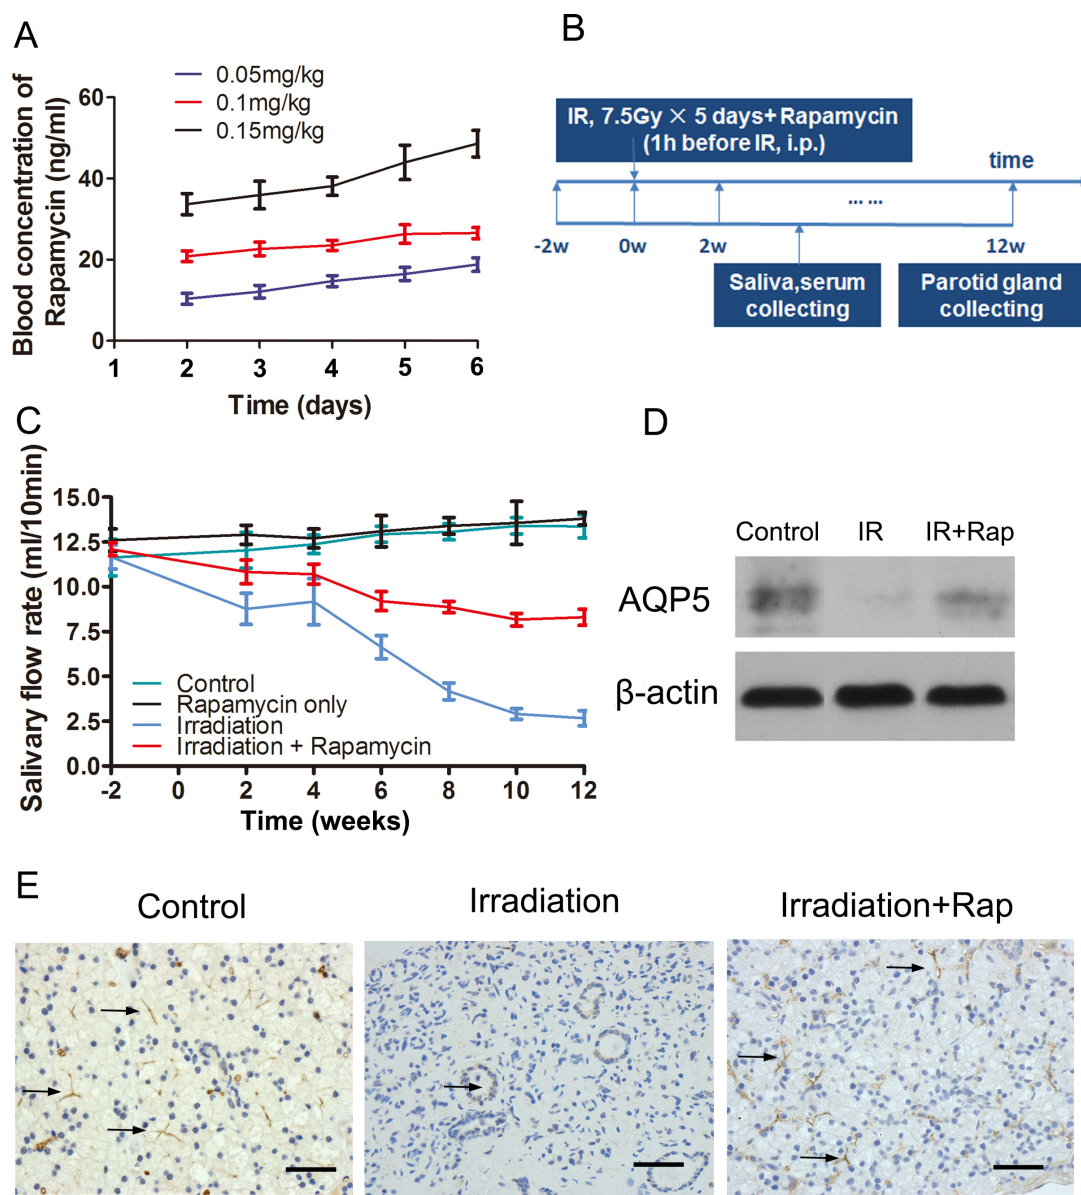 A
0.05mg/kg
0.1mg/kg
0.15mg/kg
Blood concentration of
Rapamycin (ng/ml)
60
40
20
0
1 2 3 4 5 6
Time (days)
B
IR, 7.5Gy × 5 days+ Rapamycin
(1h before IR, i.p.)
time
... ...
-2w 0w 2w 12w
Saliva,serum
collecting
Parotid gland
collecting
C
Salivary flow rate (ml/10min)
15.0
12.5
10.0
7.5
5.0
2.5
0.0
Control
Rapamycin only
Irradiation
Irradiation + Rapamycin
-2 0 2 4 6 8 10 12
Time (weeks)
D
Control IR IR+Rap
AQP5
β-actin
E
Control Irradiation Irradiation+Rap